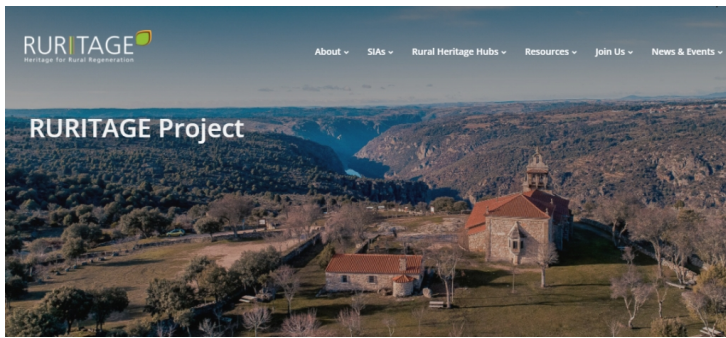 RURITAGE
Heritage for Rural Regeneration
About
SIAs
Rural Heritage Hubs
Resources
Join Us
News & Events
RURITAGE Project